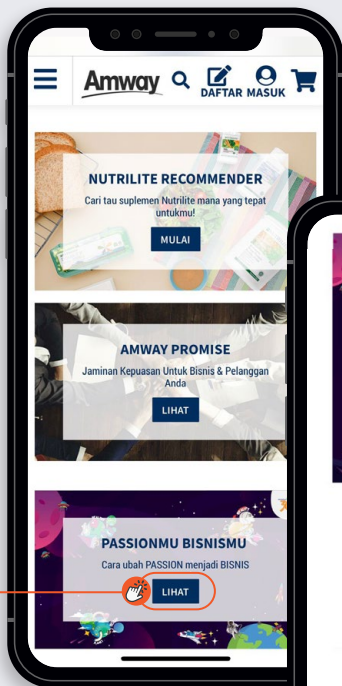 Amway
DAFTAR MASUK
NUTRILITE RECOMMENDER
Cari tau suplemen Nutrilite mana yang tepat
untukmu!
MULAI
AMWAY PROMISE
Jaminan Kepuasan Untuk Bisnis & Pelanggan
Anda
LIHAT
PASSIONMU BISNISMU
Cara ubah PASSION menjadi BISNIS
LIHAT